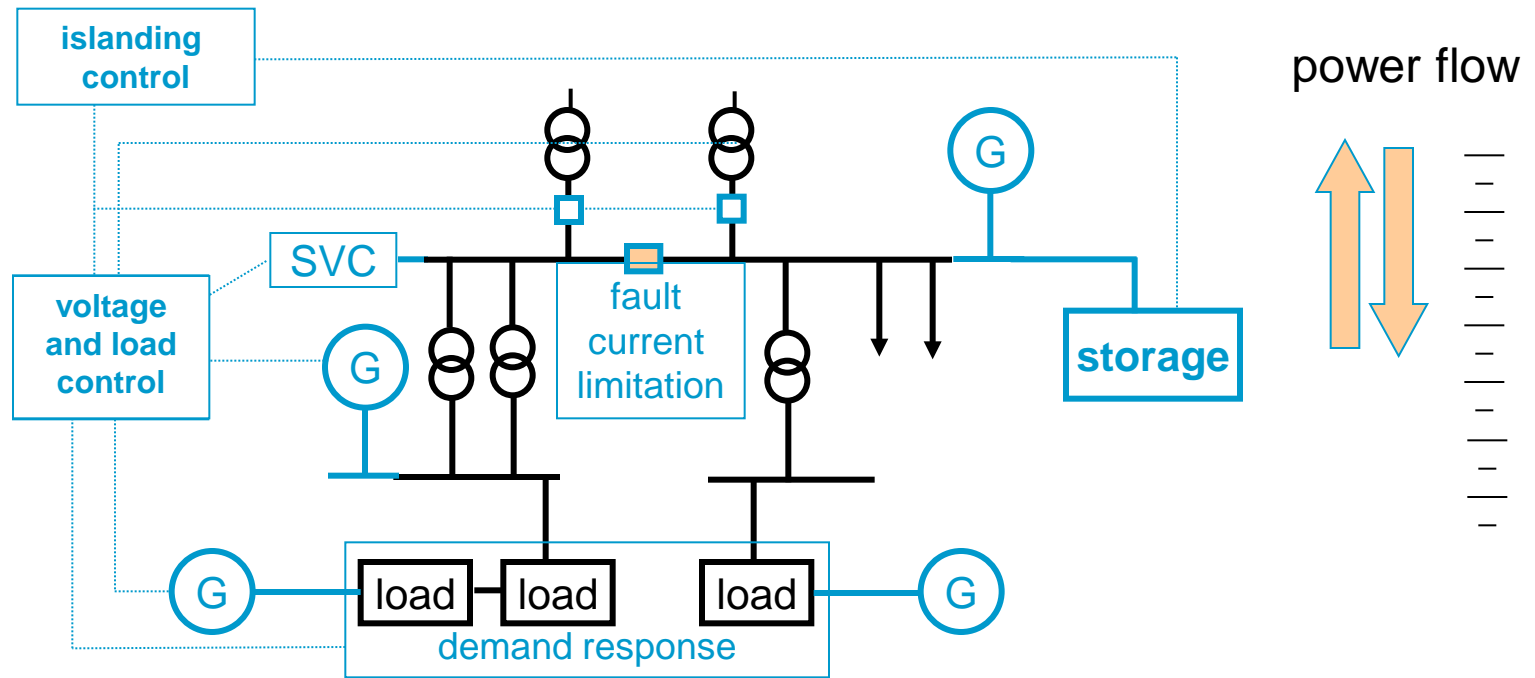 islanding
control
power flow
G
SVC
voltage
and load
control
fault
current
limitation
storage
G
G
load
load
load
G
demand response